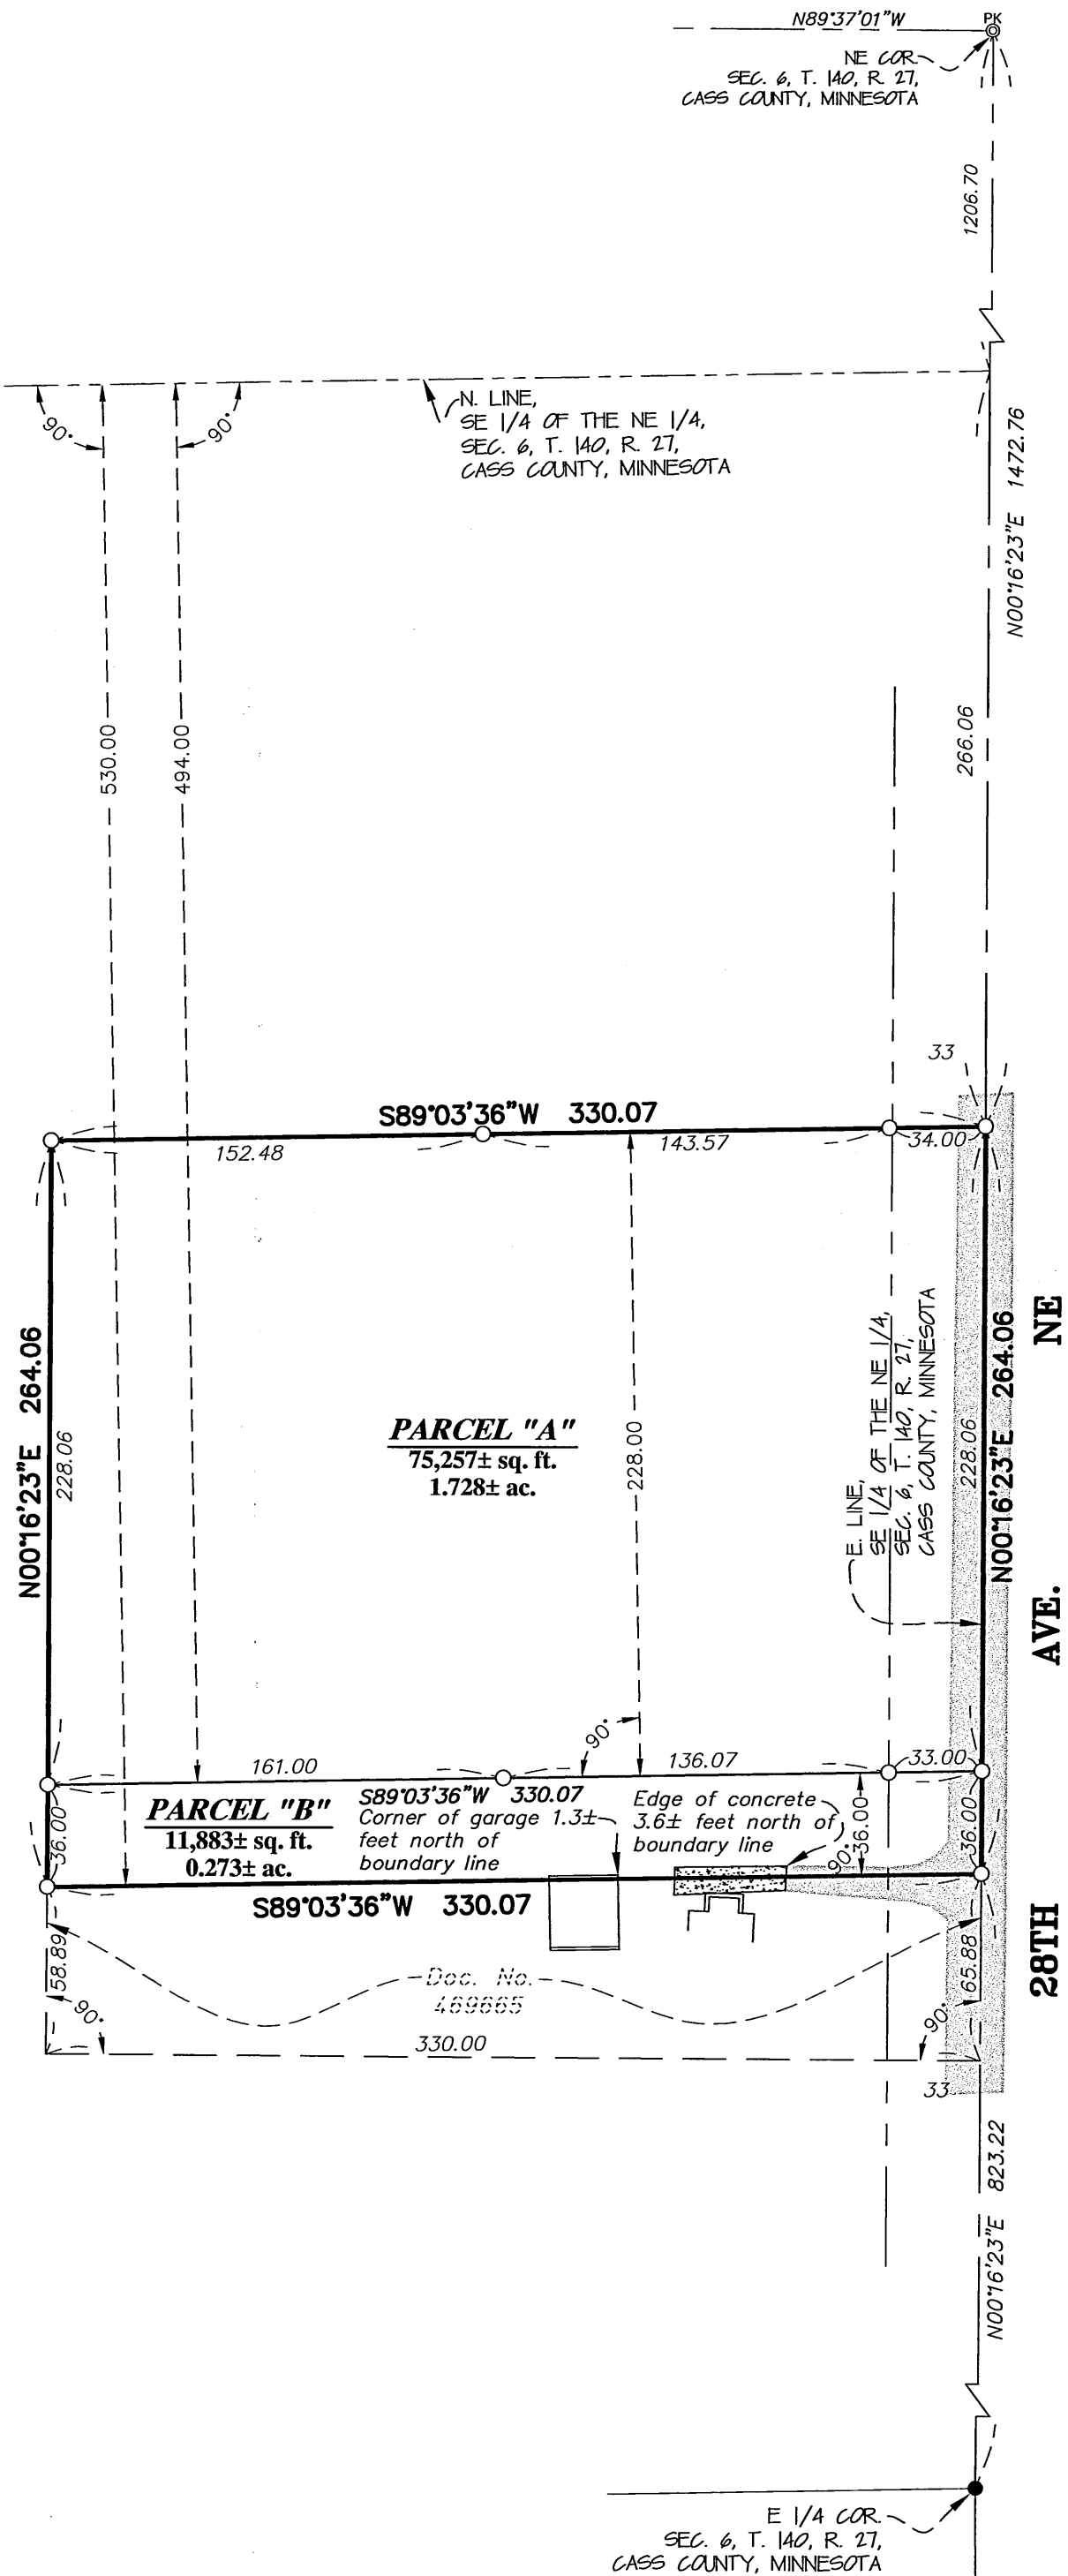 N89°37'01"W
PK
NE COR.
SEC. 6, T. 140, R. 27,
CASS COUNTY, MINNESOTA
1206.70
N. LINE,
SE 1/4 OF THE NE 1/4,
SEC. 6, T. 140, R. 27,
CASS COUNTY, MINNESOTA
90°
90°
N00°16'23"E 1472.76
530.00
494.00
266.06
33
S89°03'36"W 330.07
152.48
143.57
34.00
N00°16'23"E 264.06
228.06
PARCEL "A"
75,257± sq. ft.
1.728± ac.
228.00
E. LINE,
SE 1/4 OF THE NE 1/4,
SEC. 6, T. 140, R. 27,
CASS COUNTY, MINNESOTA
228.06
N00°16'23"E 264.06
28TH AVE. NE
90°
161.00
136.07
33.00
S89°03'36"W 330.07
PARCEL "B"
11,883± sq. ft.
0.273± ac.
36.00
Corner of garage 1.3±
feet north of
boundary line
Edge of concrete
3.6± feet north of
boundary line
36.00
90°
36.00
S89°03'36"W 330.07
58.89
90°
Doc. No.
469665
65.88
90°
330.00
33
N00°16'23"E 823.22
E 1/4 COR.
SEC. 6, T. 140, R. 27,
CASS COUNTY, MINNESOTA